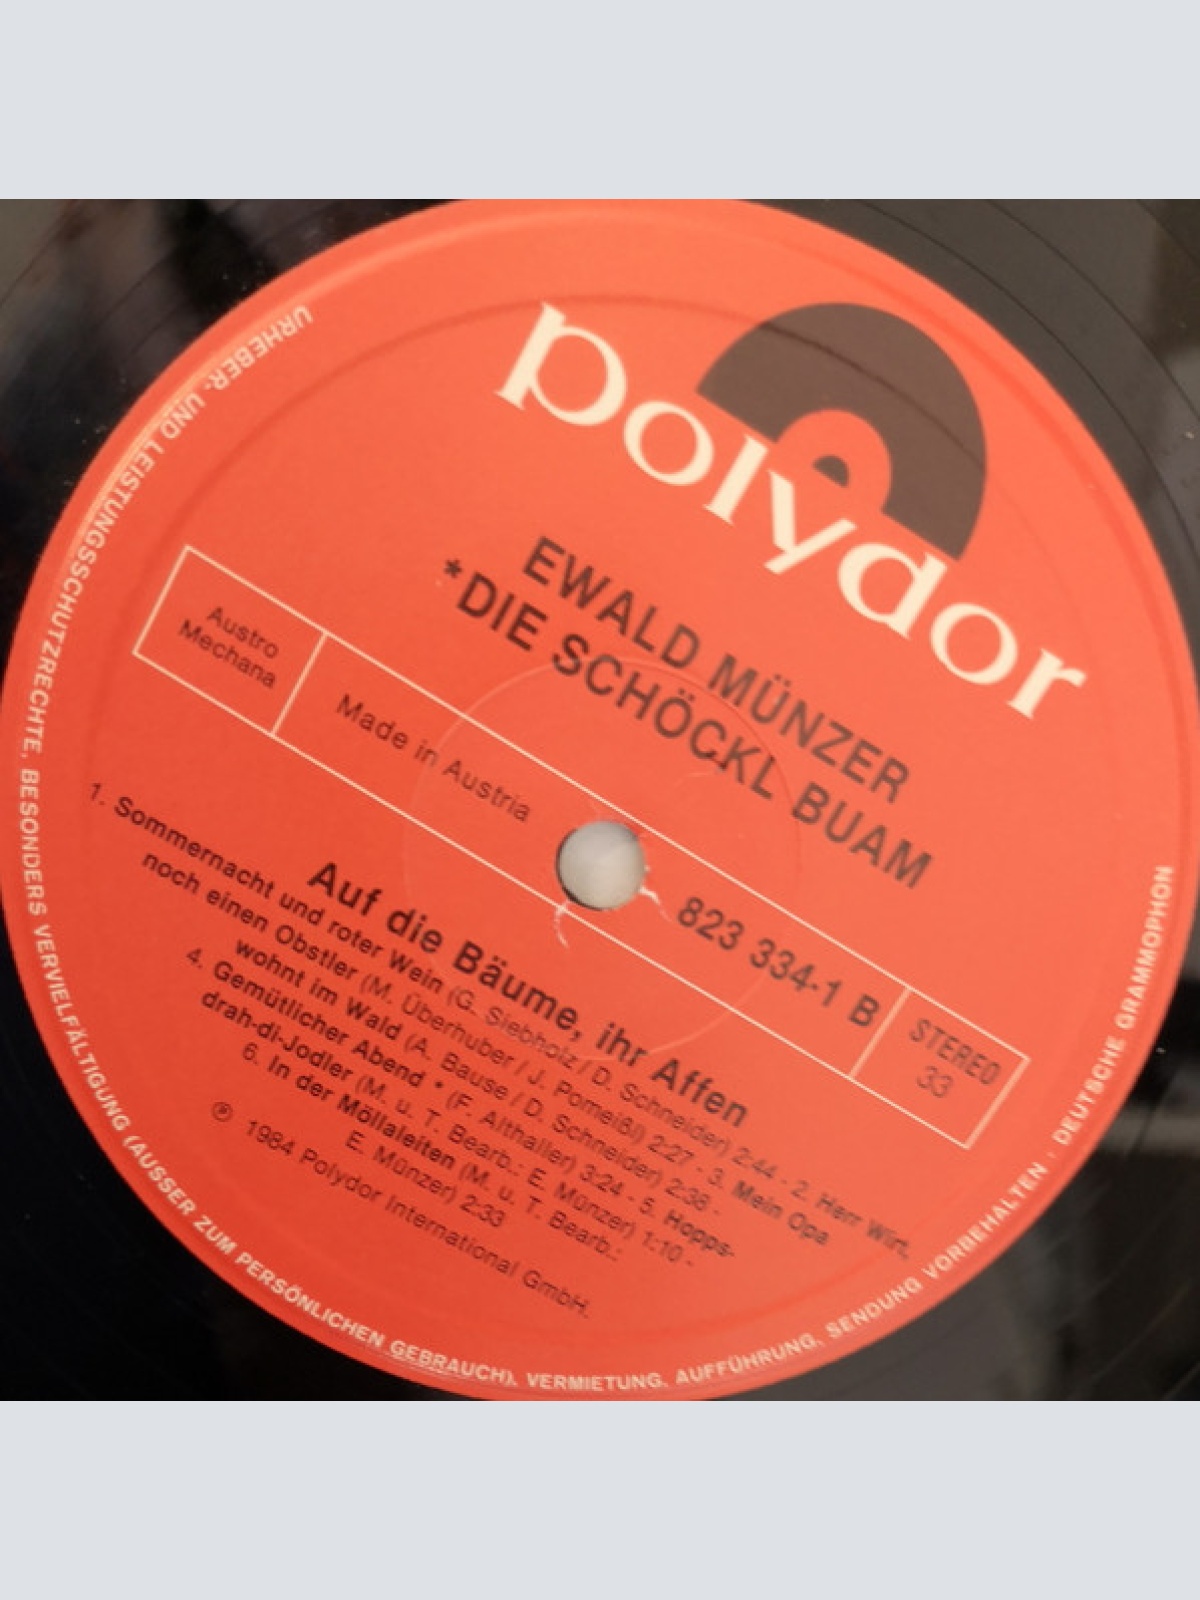 polydor
EWALD MÜNZER
*DIE SCHÖCKL BUAM
Austro
Mechana
Made in Austria
823 334-1 B
STEREO
33
Auf die Bäume, ihr Affen
1. Sommernacht und roter Wein (G. Siebholz / D. Schneider) 2:44 - 2. Herr Wirt,
noch einen Obstler (M. Überhuber / J. Pomeißl) 2:27 - 3. Mein Opa
wohnt im Wald (A. Bause / D. Schneider) 2:38 -
4. Gemütlicher Abend * (F. Althaller) 3:24 - 5. Hopps-
drah-di-Jodler (M. u. T. Bearb.: E. Münzer) 1:10 -
6. In der Möllaleiten (M. u. T. Bearb.:
E. Münzer) 2:33
℗ 1984 Polydor International GmbH.
URHEBER- UND LEISTUNGSSCHUTZRECHTE, BESONDERS VERVIELFÄLTIGUNG (AUSSER ZUM PERSÖNLICHEN GEBRAUCH), VERMIETUNG, AUFFÜHRUNG, SENDUNG VORBEHALTEN · DEUTSCHE GRAMMOPHON